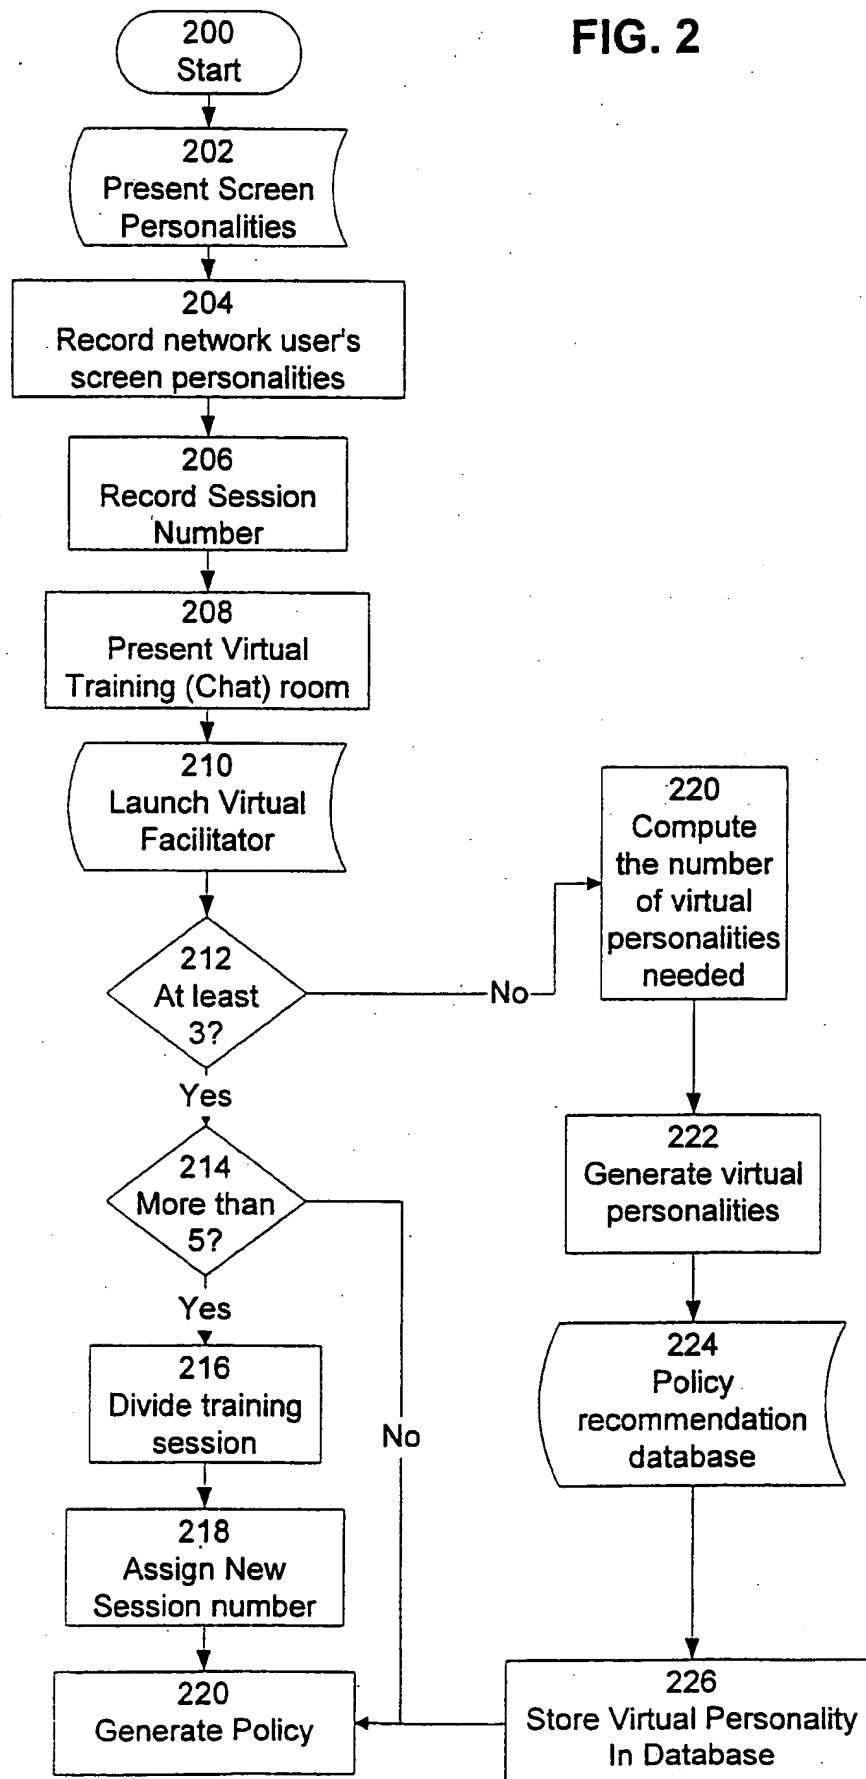 FIG. 2
200
Start
202
Present Screen
Personalities
204
Record network user's
screen personalities
206
Record Session
Number
208
Present Virtual
Training (Chat) room
210
Launch Virtual
Facilitator
212
At least
3?
No
Yes
214
More than
5?
Yes
No
216
Divide training
session
218
Assign New
Session number
220
Generate Policy
220
Compute
the number
of virtual
personalities
needed
222
Generate virtual
personalities
224
Policy
recommendation
database
226
Store Virtual Personality
In Database